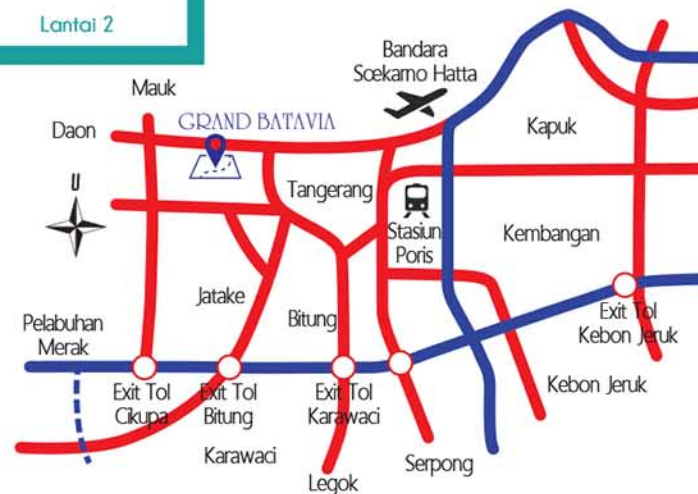 Lantai 2
Bandara
Soekarno Hatta
Mauk
GRAND BATAVIA
Daon
Kapuk
U
Tangerang
Stasiun
Poris
Kembangan
Jatake
Bitung
Pelabuhan
Merak
Exit Tol
Kebon Jeruk
Exit Tol
Cikupa
Exit Tol
Bitung
Exit Tol
Karawaci
Kebon Jeruk
Karawaci
Serpong
Legok